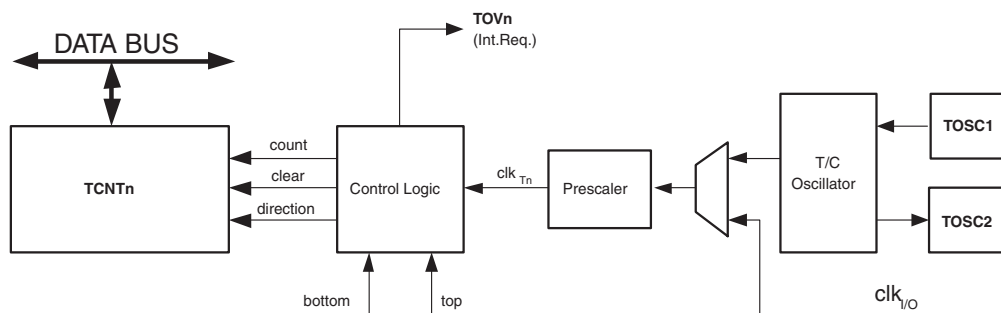 TOVn
(Int.Req.)
DATA BUS
TCNTn
count
clear
direction
Control Logic
clk Tn
Prescaler
T/C
Oscillator
TOSC1
TOSC2
bottom
top
clkI/O